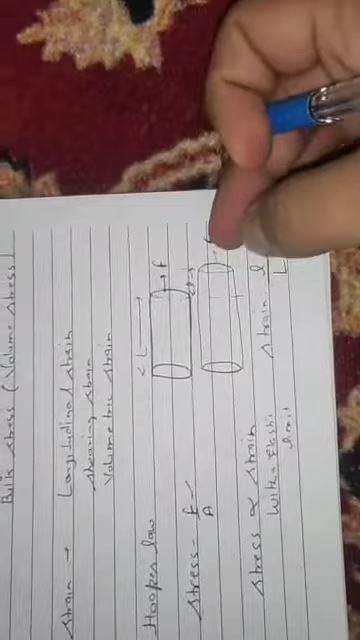 Bulk stress (Volume stress)
Strain → Longitudinal strain
Shearing strain
Volumetric strain
Hookes law
< L →
→ F
Stress = F
A
Stress ∝ Strain
Strain l
L
With Elastic
limit